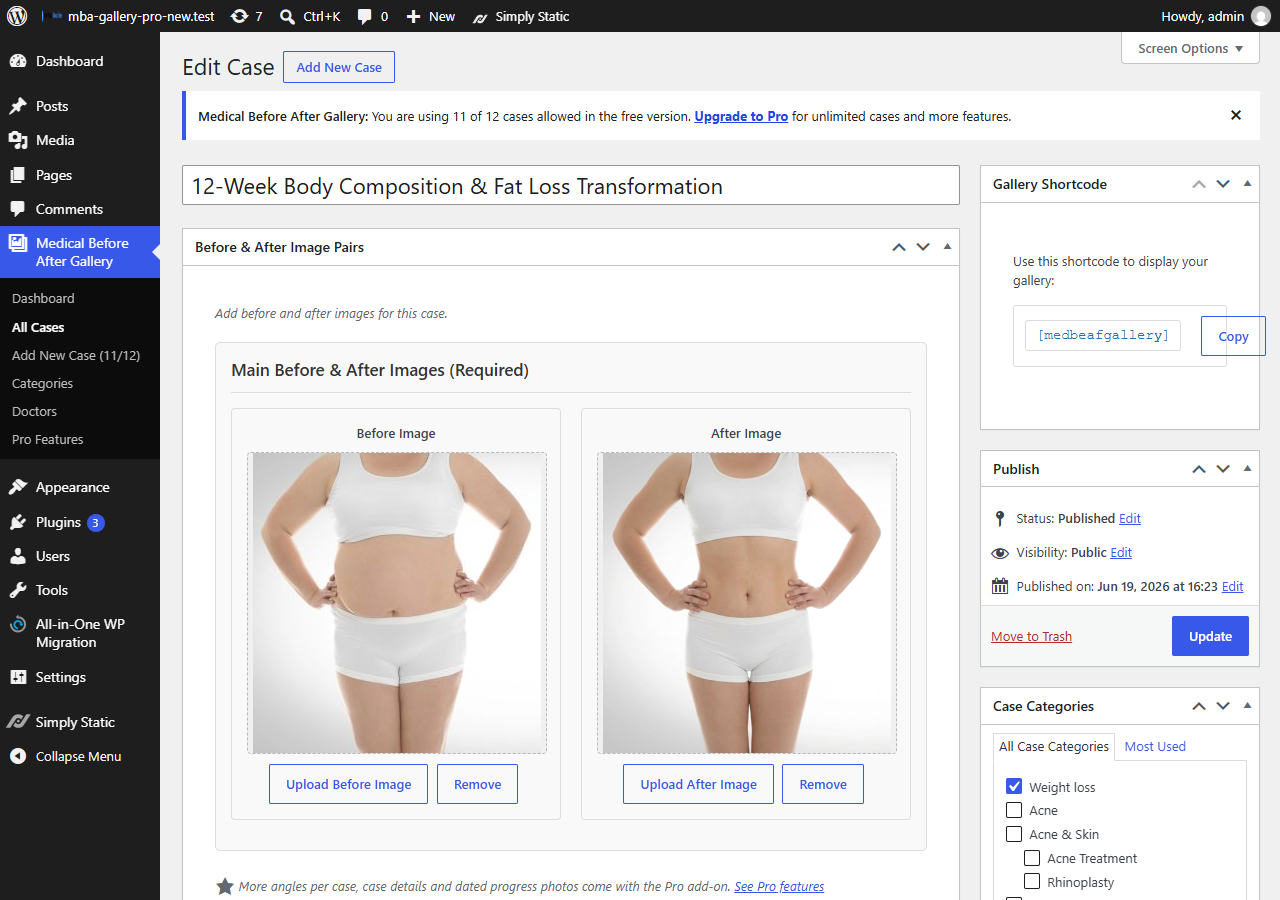 mba-gallery-pro-new.test
7
Ctrl+K
0
New
Simply Static
Howdy, admin
Dashboard
Posts
Media
Pages
Comments
Medical Before
After Gallery
Dashboard
All Cases
Add New Case (11/12)
Categories
Doctors
Pro Features
Appearance
Plugins 3
Users
Tools
All-in-One WP
Migration
Settings
Simply Static
Collapse Menu
Screen Options
Edit Case
Add New Case
Medical Before After Gallery: You are using 11 of 12 cases allowed in the free version. Upgrade to Pro for unlimited cases and more features.
12-Week Body Composition & Fat Loss Transformation
Before & After Image Pairs
Add before and after images for this case.
Main Before & After Images (Required)
Before Image
After Image
Upload Before Image
Remove
Upload After Image
Remove
More angles per case, case details and dated progress photos come with the Pro add-on. See Pro features
Gallery Shortcode
Use this shortcode to display your
gallery:
[medbeafgallery]
Copy
Publish
Status: Published Edit
Visibility: Public Edit
Published on: Jun 19, 2026 at 16:23 Edit
Move to Trash
Update
Case Categories
All Case Categories
Most Used
Weight loss
Acne
Acne & Skin
Acne Treatment
Rhinoplasty